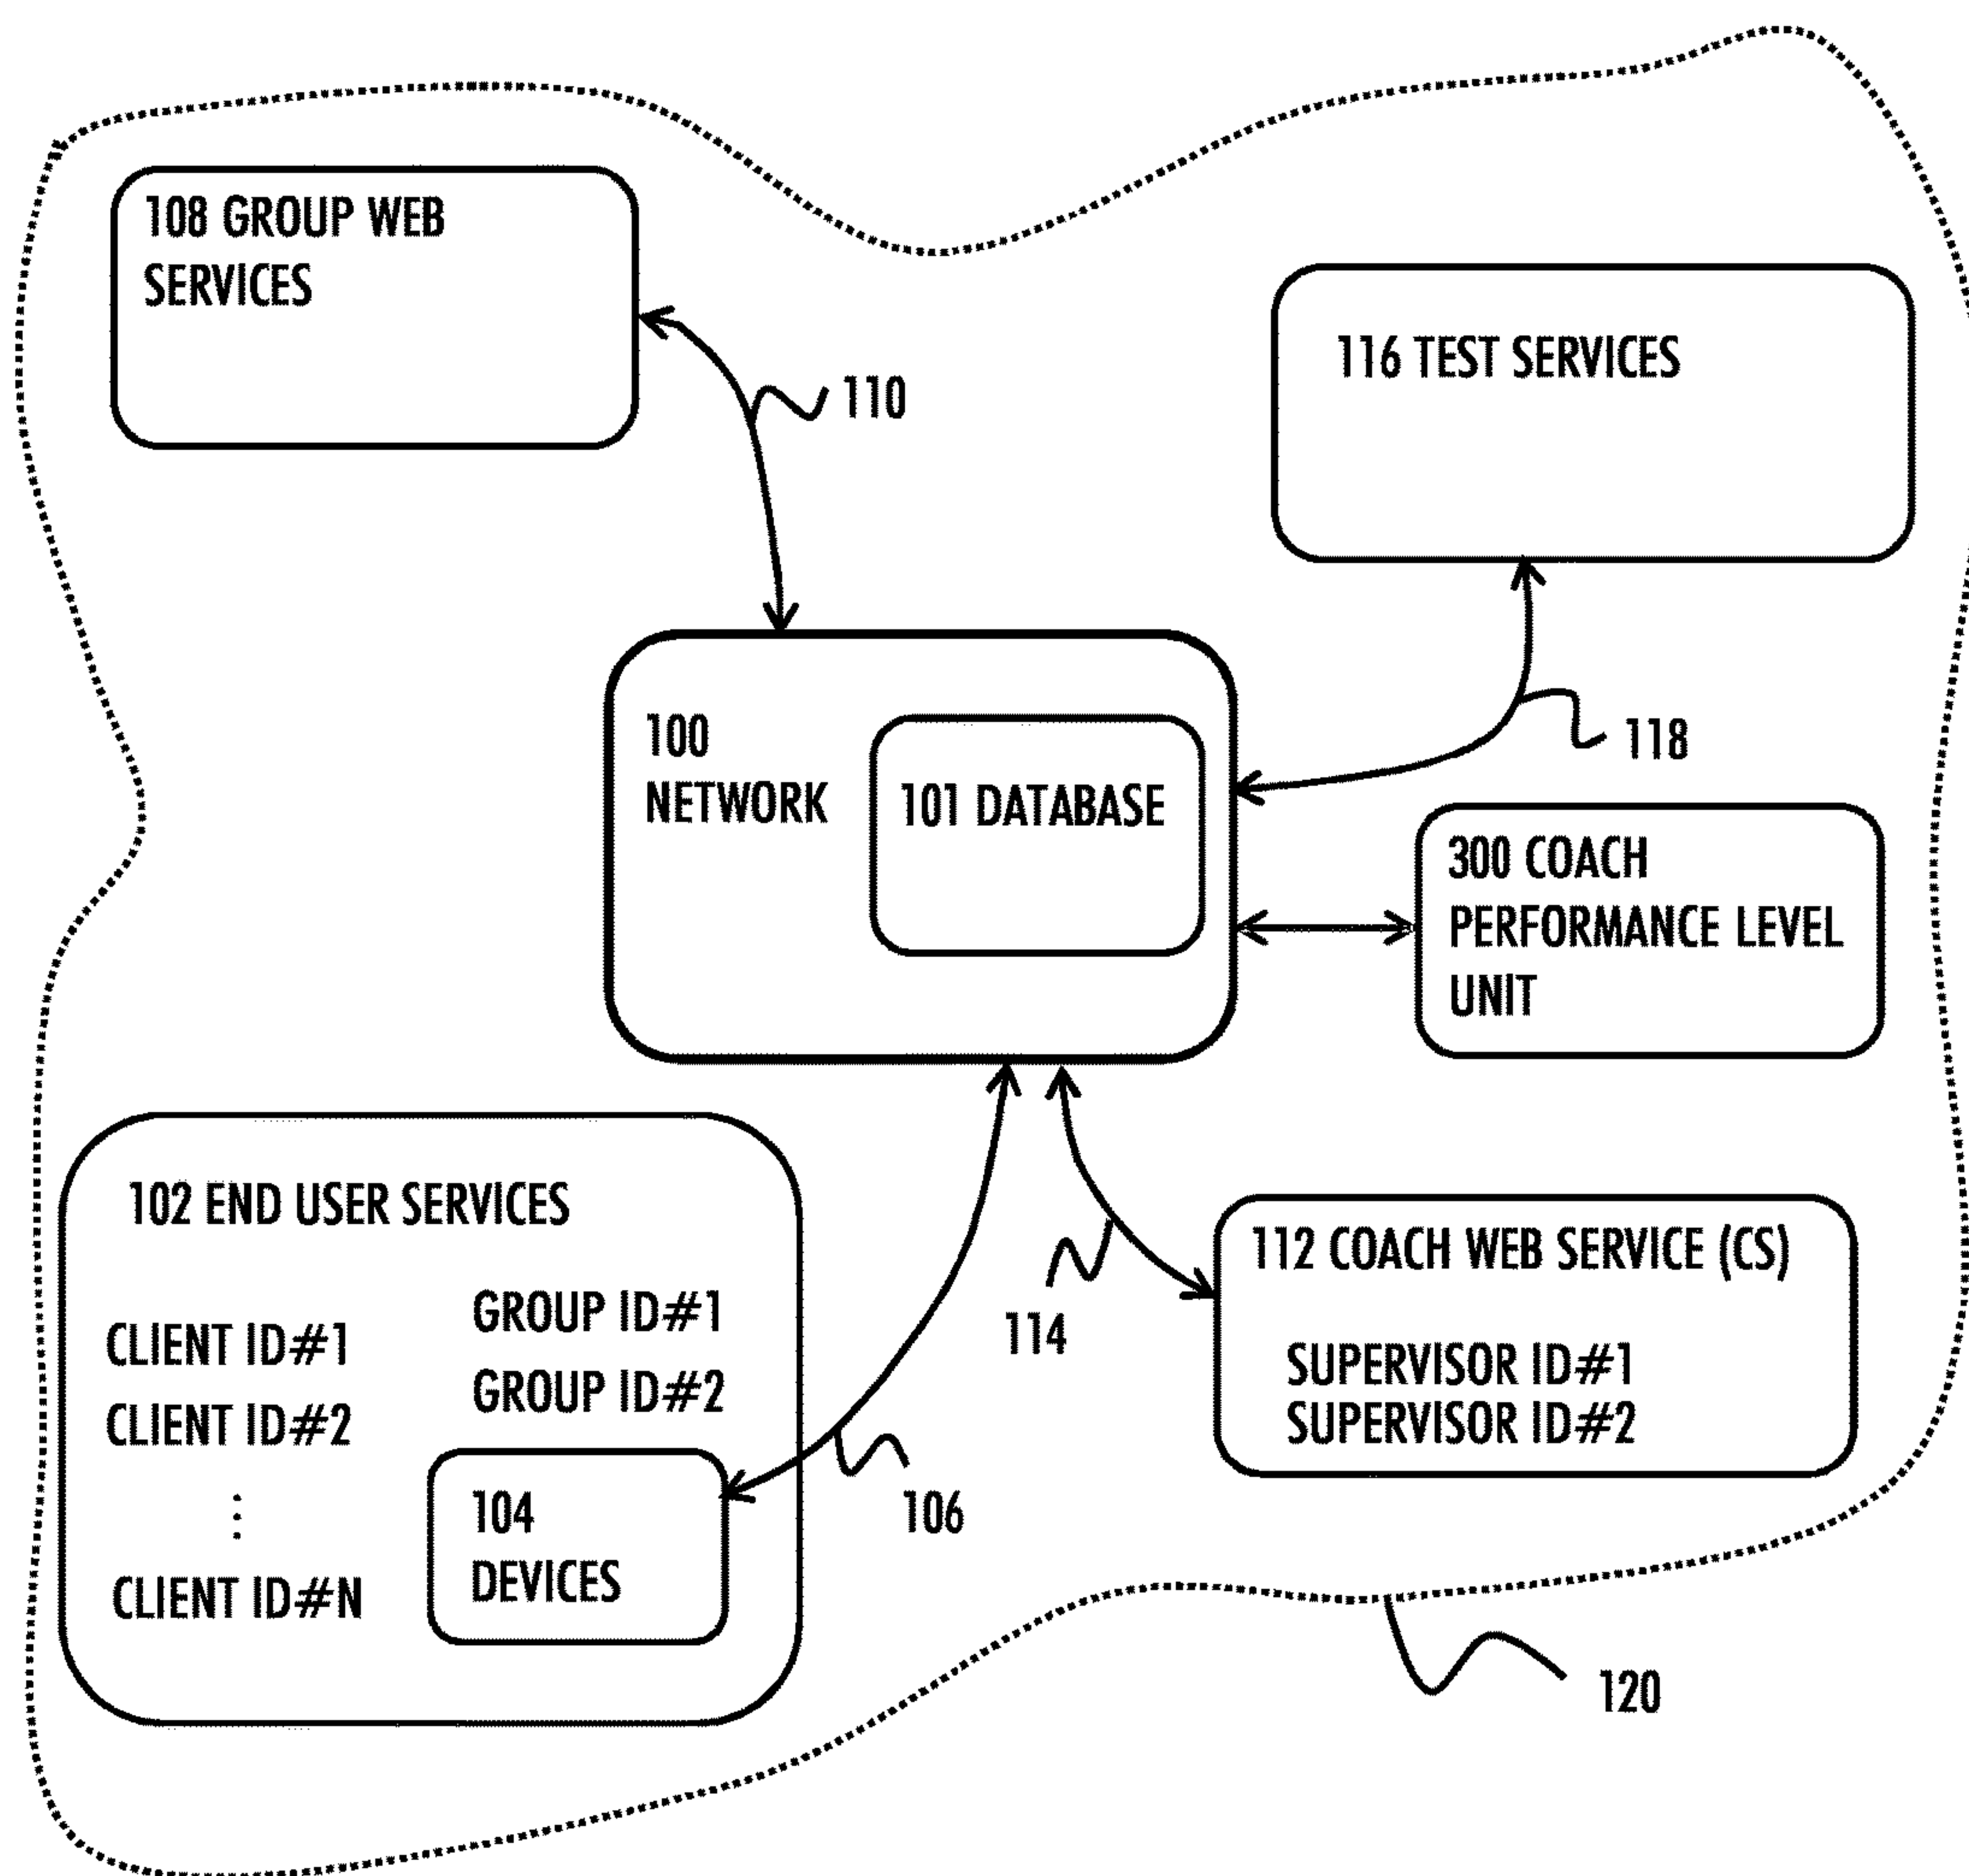 108 GROUP WEB
SERVICES
110
116 TEST SERVICES
118
100
NETWORK
101 DATABASE
300 COACH
PERFORMANCE LEVEL
UNIT
102 END USER SERVICES
CLIENT ID#1
CLIENT ID#2
CLIENT ID#N
GROUP ID#1
GROUP ID#2
104
DEVICES
106
114
112 COACH WEB SERVICE (CS)
SUPERVISOR ID#1
SUPERVISOR ID#2
120